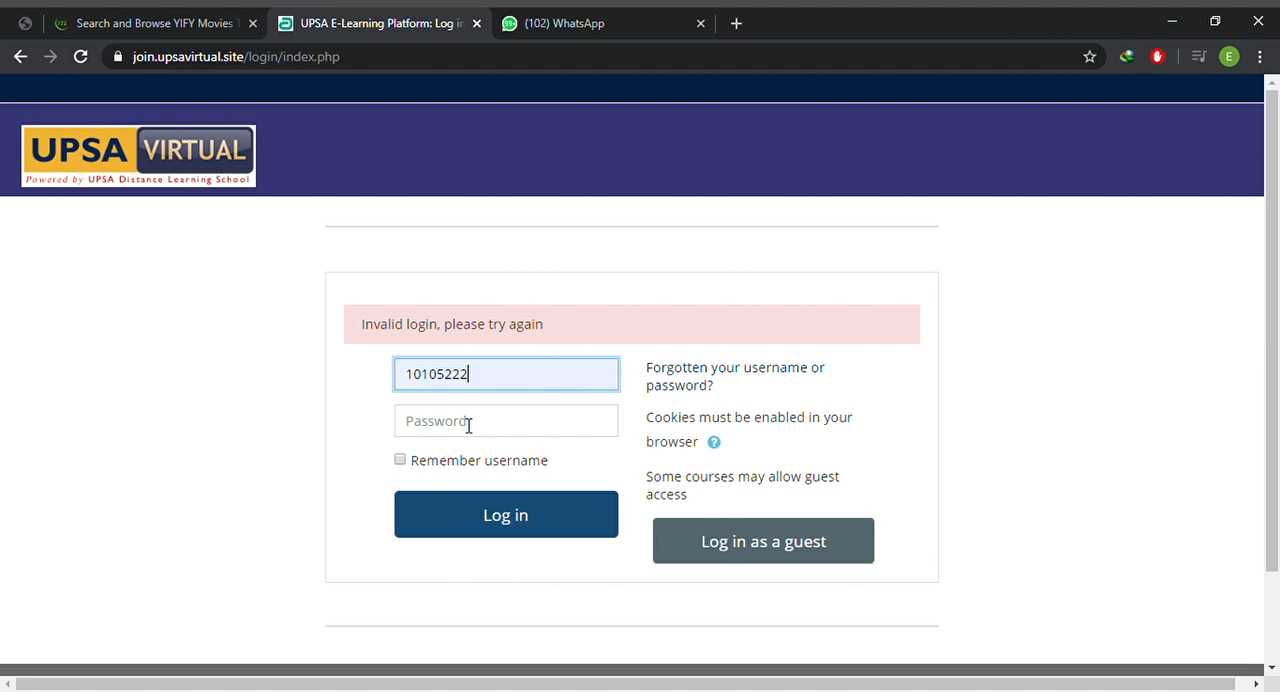 Search and Browse YIFY Movies T
UPSA E-Learning Platform: Log in
99+
(102) WhatsApp
join.upsavirtual.site/login/index.php
E
UPSA VIRTUAL
Powered by UPSA Distance Learning School
Invalid login, please try again
10105222
Forgotten your username or
password?
Password
Cookies must be enabled in your
browser ?
Remember username
Some courses may allow guest
access
Log in
Log in as a guest